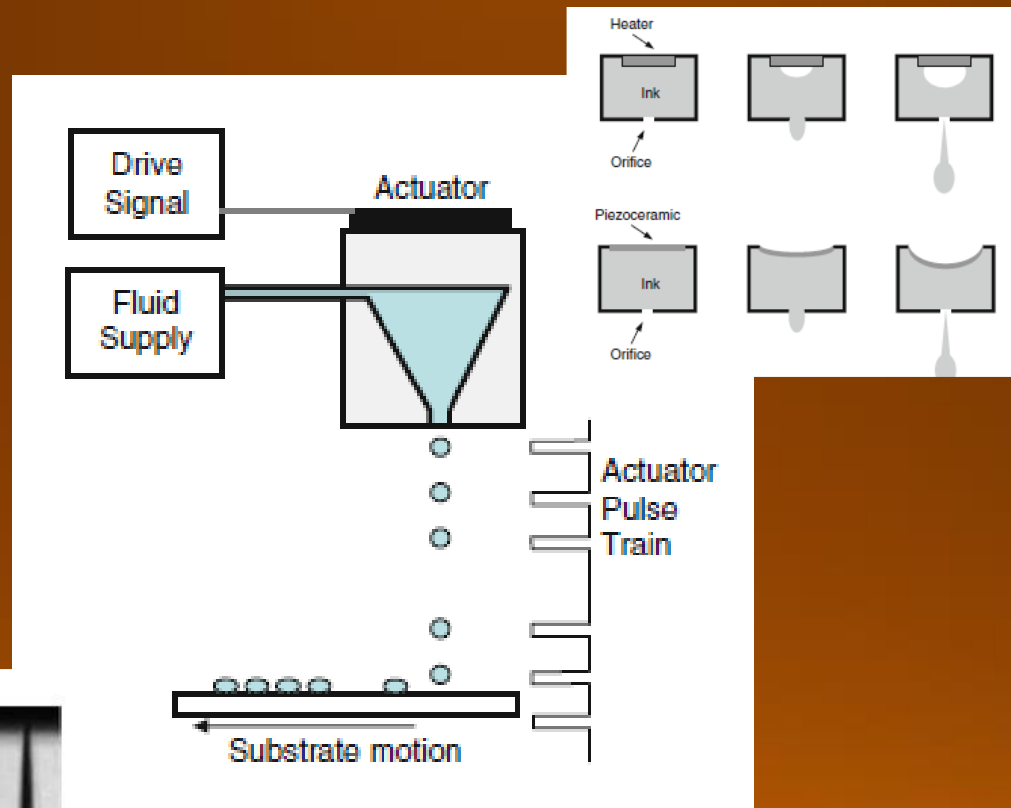 Heater
Ink
Orifice
Piezoceramic
Ink
Orifice
Drive
Signal
Actuator
Fluid
Supply
Actuator
Pulse
Train
Substrate motion